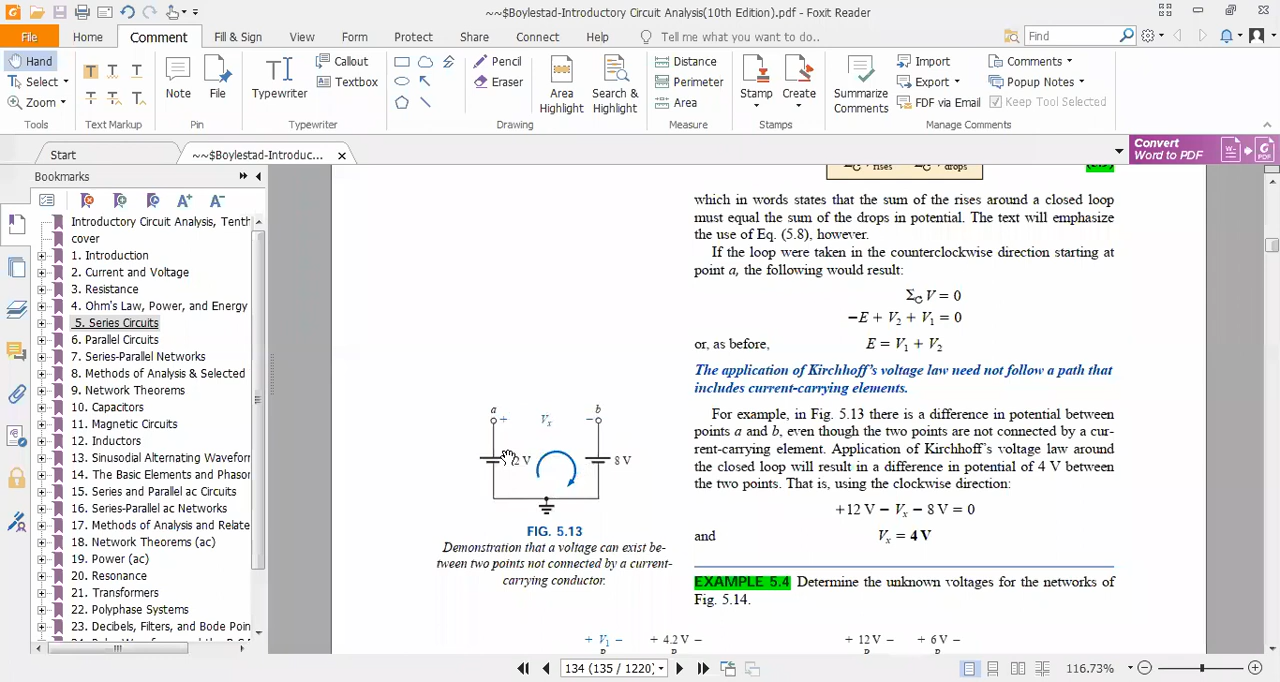 ~~$Boylestad-Introductory Circuit Analysis(10th Edition).pdf - Foxit Reader
File Home Comment Fill & Sign View Form Protect Share Connect Help Tell me what you want to do.. Find
Hand
Select
Zoom
Tools
Text Markup
Note
File
Pin
Typewriter
Callout
Textbox
Typewriter
Pencil
Eraser
Drawing
Area Highlight
Search & Highlight
Distance
Perimeter
Area
Measure
Stamp
Create
Stamps
Summarize Comments
Import
Export
FDF via Email
Comments
Popup Notes
Keep Tool Selected
Manage Comments
Start
~~$Boylestad-Introduc...
Convert
Word to PDF
Bookmarks
Introductory Circuit Analysis, Tenth
cover
1. Introduction
2. Current and Voltage
3. Resistance
4. Ohm's Law, Power, and Energy
5. Series Circuits
6. Parallel Circuits
7. Series-Parallel Networks
8. Methods of Analysis & Selected
9. Network Theorems
10. Capacitors
11. Magnetic Circuits
12. Inductors
13. Sinusodial Alternating Wavefor
14. The Basic Elements and Phasor
15. Series and Parallel ac Circuits
16. Series-Parallel ac Networks
17. Methods of Analysis and Relate
18. Network Theorems (ac)
19. Power (ac)
20. Resonance
21. Transformers
22. Polyphase Systems
23. Decibels, Filters, and Bode Poin
rises drops
which in words states that the sum of the rises around a closed loop
must equal the sum of the drops in potential. The text will emphasize
the use of Eq. (5.8), however.
If the loop were taken in the counterclockwise direction starting at
point a, the following would result:
Σ V = 0
−E + V₂ + V₁ = 0
or, as before, E = V₁ + V₂
The application of Kirchhoff's voltage law need not follow a path that
includes current-carrying elements.
For example, in Fig. 5.13 there is a difference in potential between
points a and b, even though the two points are not connected by a cur-
rent-carrying element. Application of Kirchhoff's voltage law around
the closed loop will result in a difference in potential of 4 V between
the two points. That is, using the clockwise direction:
+12 V − Vₓ − 8 V = 0
and Vₓ = 4 V
EXAMPLE 5.4 Determine the unknown voltages for the networks of
Fig. 5.14.
a + Vₓ − b
2 V 8 V
FIG. 5.13
Demonstration that a voltage can exist be-
tween two points not connected by a current-
carrying conductor.
+ V₁ − + 4.2 V − + 12 V − + 6 V −
134 (135 / 1220)
116.73%